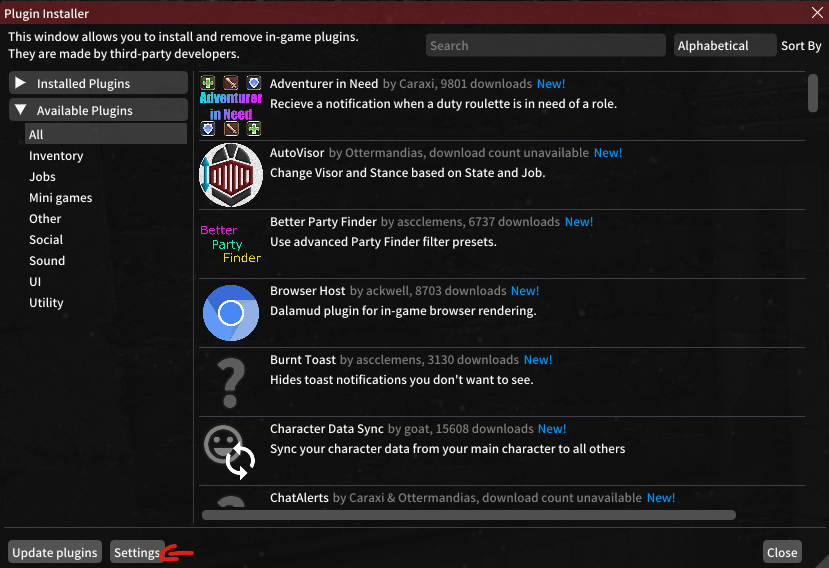 Plugin Installer
This window allows you to install and remove in-game plugins.
They are made by third-party developers.
Search
Alphabetical
Sort By
Installed Plugins
Available Plugins
All
Inventory
Jobs
Mini games
Other
Social
Sound
UI
Utility
Adventurer
in Need
Adventurer in Need by Caraxi, 9801 downloads New!
Recieve a notification when a duty roulette is in need of a role.
AutoVisor by Ottermandias, download count unavailable New!
Change Visor and Stance based on State and Job.
Better
Party
Finder
Better Party Finder by ascclemens, 6737 downloads New!
Use advanced Party Finder filter presets.
Browser Host by ackwell, 8703 downloads New!
Dalamud plugin for in-game browser rendering.
?
Burnt Toast by ascclemens, 3130 downloads New!
Hides toast notifications you don't want to see.
Character Data Sync by goat, 15608 downloads New!
Sync your character data from your main character to all others
ChatAlerts by Caraxi & Ottermandias, download count unavailable New!
Update plugins
Settings
Close